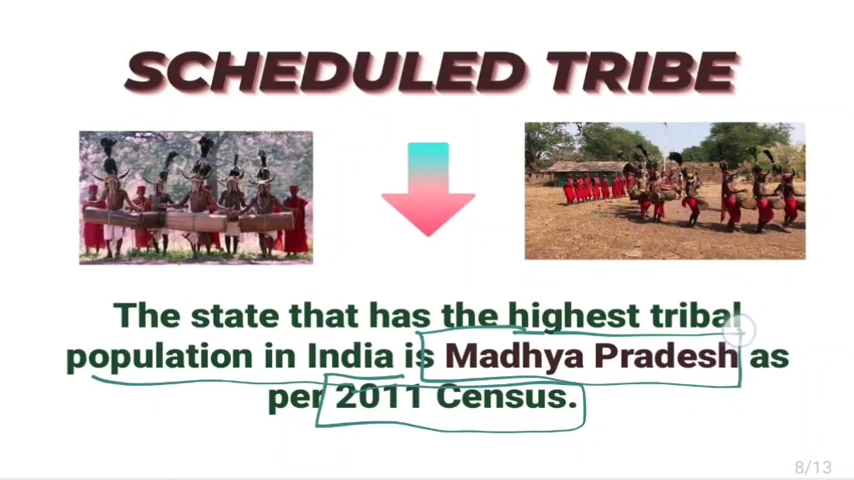 SCHEDULED TRIBE
The state that has the highest tribal
population in India is Madhya Pradesh as
per 2011 Census.
8/13